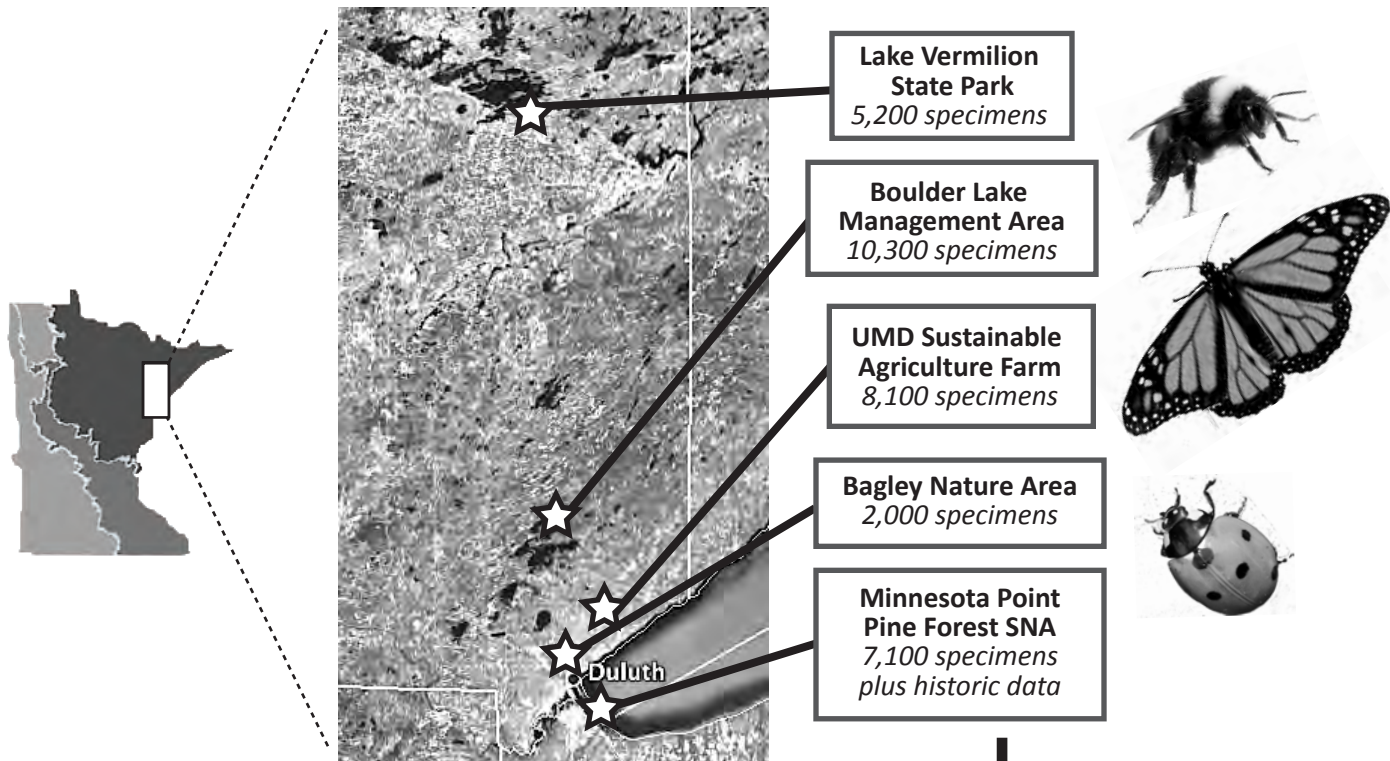 Lake Vermilion
State Park
5,200 specimens
Boulder Lake
Management Area
10,300 specimens
UMD Sustainable
Agriculture Farm
8,100 specimens
Bagley Nature Area
2,000 specimens
Minnesota Point
Pine Forest SNA
7,100 specimens
plus historic data
Duluth